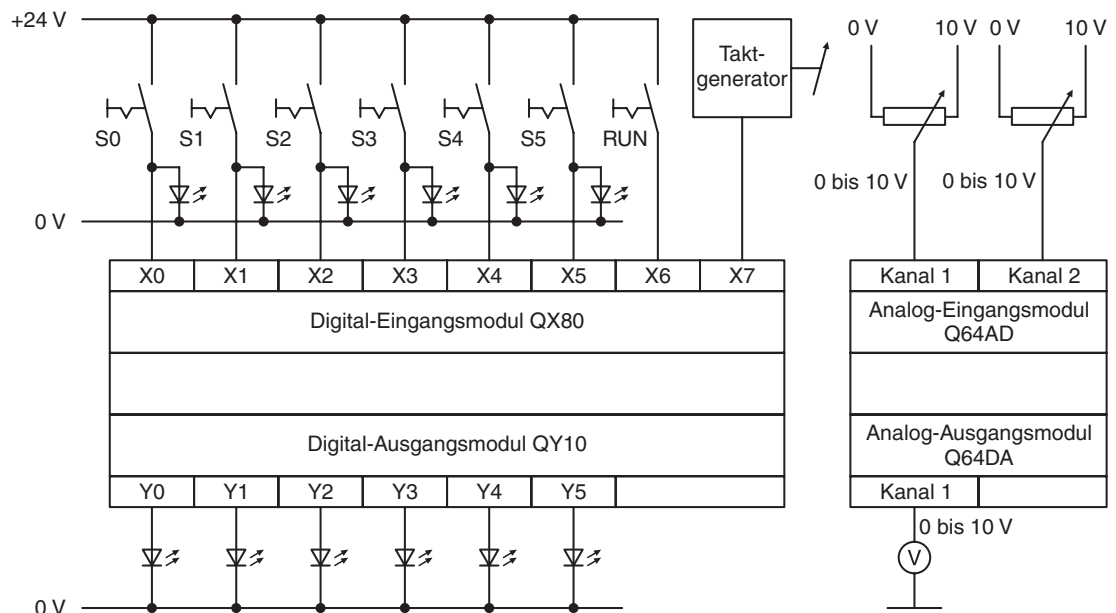 +24 V
S0 S1 S2 S3 S4 S5 RUN
0 V
Takt-
generator
0 V 10 V 0 V 10 V
0 bis 10 V 0 bis 10 V
X0 X1 X2 X3 X4 X5 X6 X7
Digital-Eingangsmodul QX80
Digital-Ausgangsmodul QY10
Y0 Y1 Y2 Y3 Y4 Y5
0 V
Kanal 1 Kanal 2
Analog-Eingangsmodul
Q64AD
Analog-Ausgangsmodul
Q64DA
Kanal 1
0 bis 10 V
V